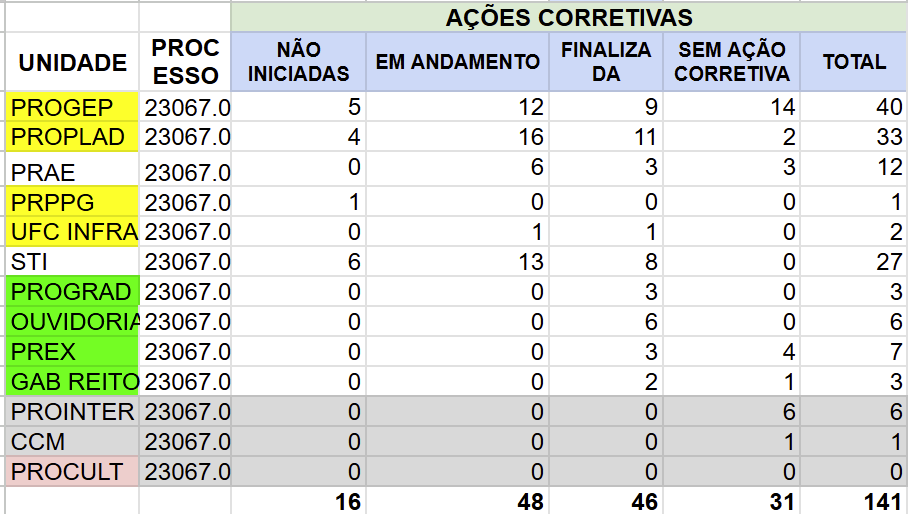 AÇÕES CORRETIVAS
UNIDADE PROC ESSO NÃO INICIADAS EM ANDAMENTO FINALIZA DA SEM AÇÃO CORRETIVA TOTAL
PROGEP 23067.0 5 12 9 14 40
PROPLAD 23067.0 4 16 11 2 33
PRAE 23067.0 0 6 3 3 12
PRPPG 23067.0 1 0 0 0 1
UFC INFRA 23067.0 0 1 1 0 2
STI 23067.0 6 13 8 0 27
PROGRAD 23067.0 0 0 3 0 3
OUVIDORIA 23067.0 0 0 6 0 6
PREX 23067.0 0 0 3 4 7
GAB REITO 23067.0 0 0 2 1 3
PROINTER 23067.0 0 0 0 6 6
CCM 23067.0 0 0 0 1 1
PROCULT 23067.0 0 0 0 0 0
16 48 46 31 141